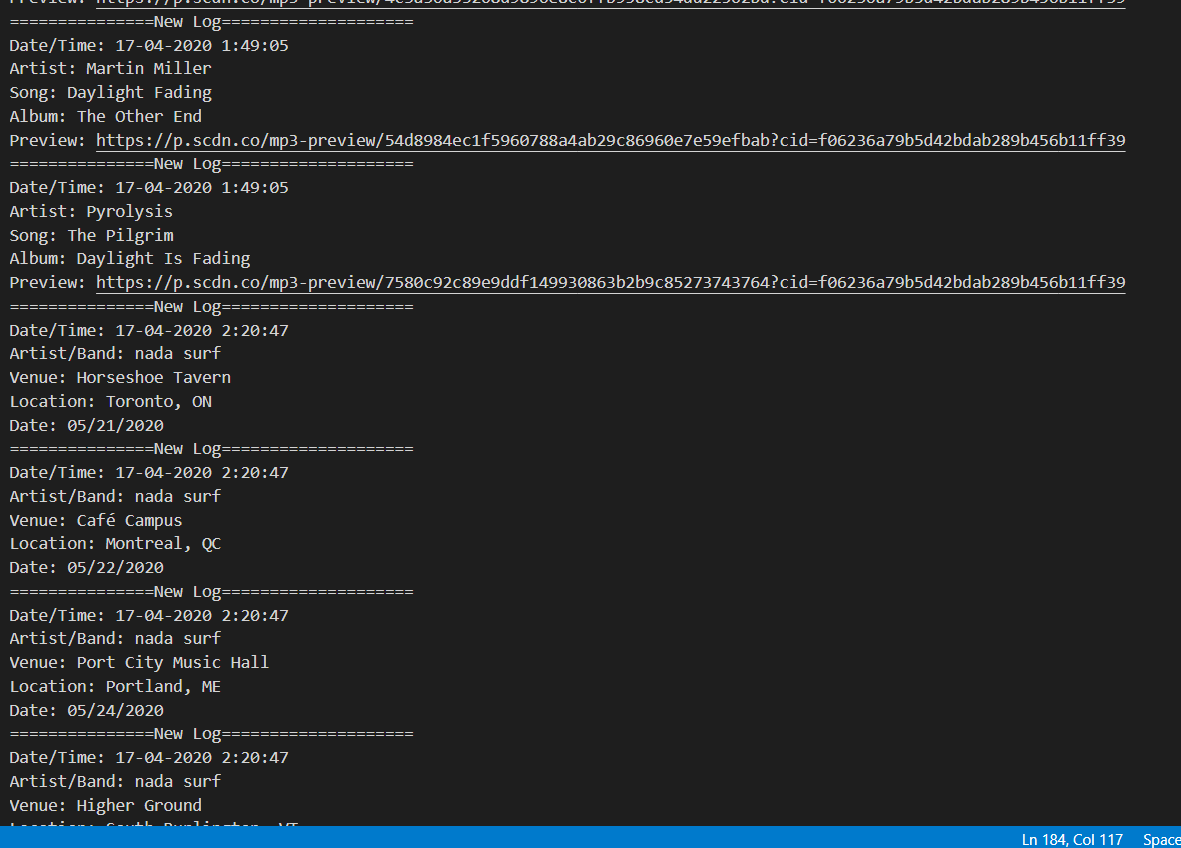 ===============New Log====================
Date/Time: 17-04-2020 1:49:05
Artist: Martin Miller
Song: Daylight Fading
Album: The Other End
Preview: https://p.scdn.co/mp3-preview/54d8984ec1f5960788a4ab29c86960e7e59efbab?cid=f06236a79b5d42bdab289b456b11ff39
===============New Log====================
Date/Time: 17-04-2020 1:49:05
Artist: Pyrolysis
Song: The Pilgrim
Album: Daylight Is Fading
Preview: https://p.scdn.co/mp3-preview/7580c92c89e9ddf149930863b2b9c85273743764?cid=f06236a79b5d42bdab289b456b11ff39
===============New Log====================
Date/Time: 17-04-2020 2:20:47
Artist/Band: nada surf
Venue: Horseshoe Tavern
Location: Toronto, ON
Date: 05/21/2020
===============New Log====================
Date/Time: 17-04-2020 2:20:47
Artist/Band: nada surf
Venue: Café Campus
Location: Montreal, QC
Date: 05/22/2020
===============New Log====================
Date/Time: 17-04-2020 2:20:47
Artist/Band: nada surf
Venue: Port City Music Hall
Location: Portland, ME
Date: 05/24/2020
===============New Log====================
Date/Time: 17-04-2020 2:20:47
Artist/Band: nada surf
Venue: Higher Ground
Location: South Burlington, VT
Ln 184, Col 117 Space